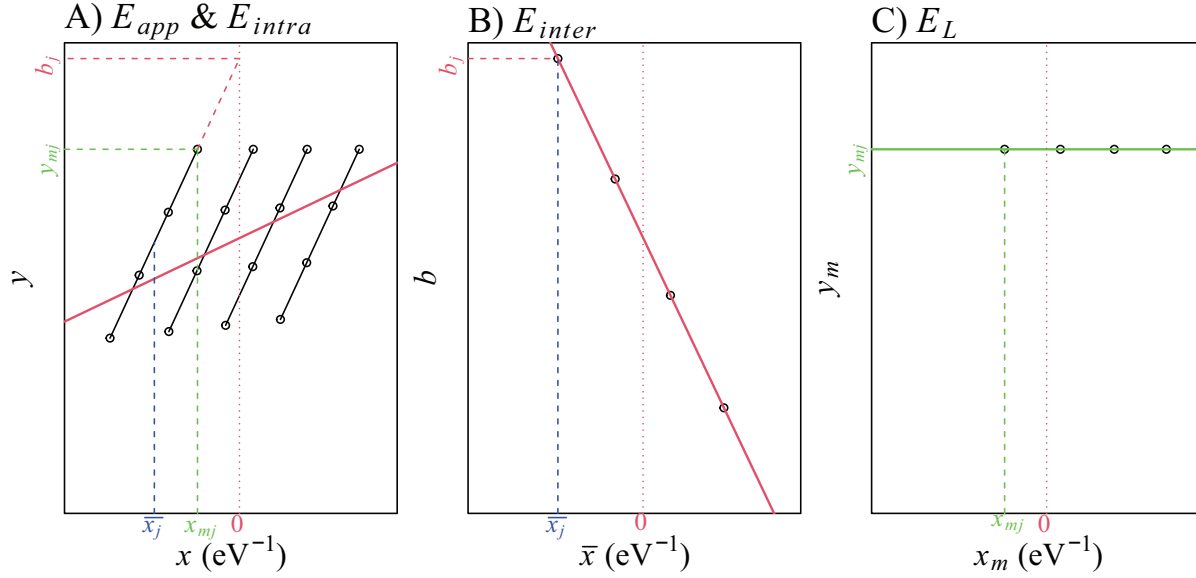 A) E_app & E_intra
b_j
y_mj
y
x̄_j
x_mj
0
x (eV⁻¹)
B) E_inter
b_j
b
x̄_j
0
x̄ (eV⁻¹)
C) E_L
y_mj
y_m
x_mj
0
x_m (eV⁻¹)